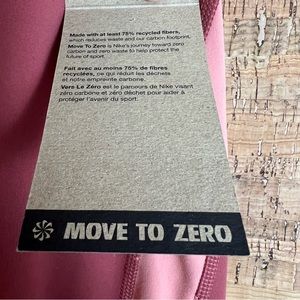 Made with at least 75% recycled fibers,
which reduces waste and our carbon footprint.
Move To Zero is Nike's journey toward zero
carbon and zero waste to help protect the
future of sport.
Fait avec au moins 75% de fibres
recyclées, ce qui réduit les déchets
et notre empreinte carbone.
Vers Le Zéro est le parcours de Nike visant
zéro carbone et zéro déchet pour aider à
protéger l'avenir du sport.
MOVE TO ZERO